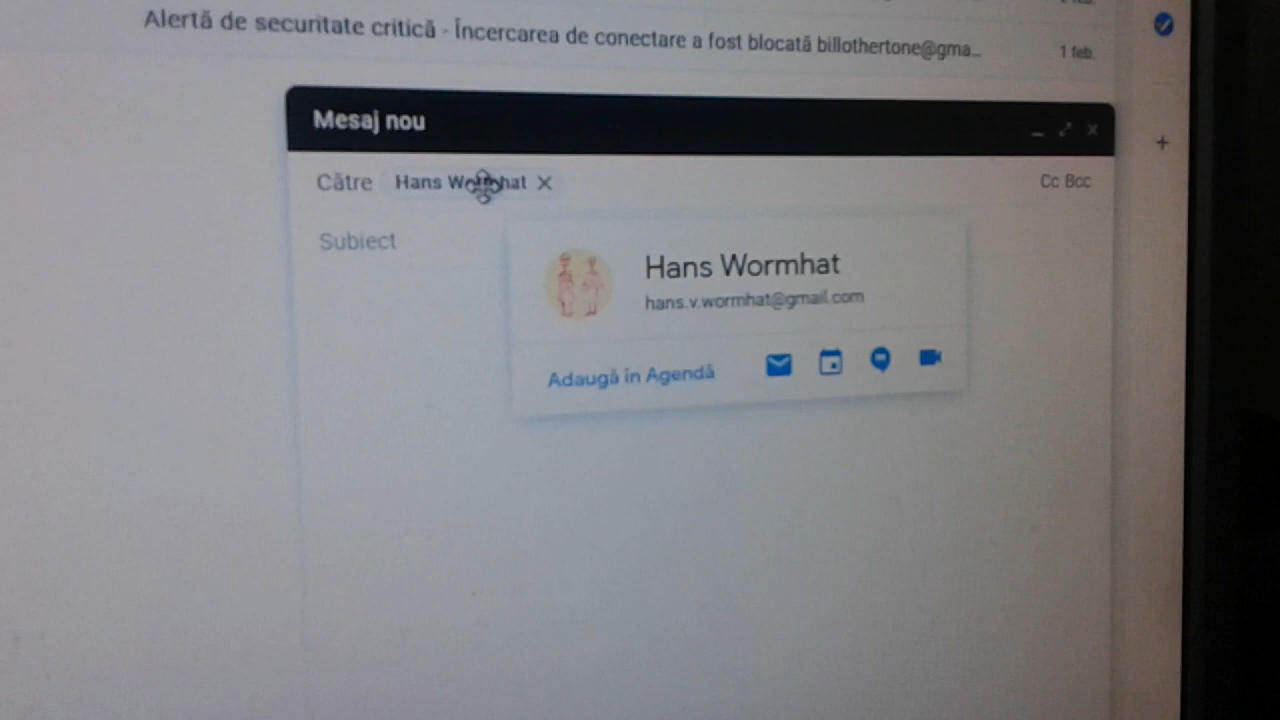 Alertă de securitate critică - Încercarea de conectare a fost blocată billothertone@gma...
1 feb.
Mesaj nou
Către Hans Wormhat
Cc Bcc
Subiect
Hans Wormhat
hans.v.wormhat@gmail.com
Adaugă în Agendă